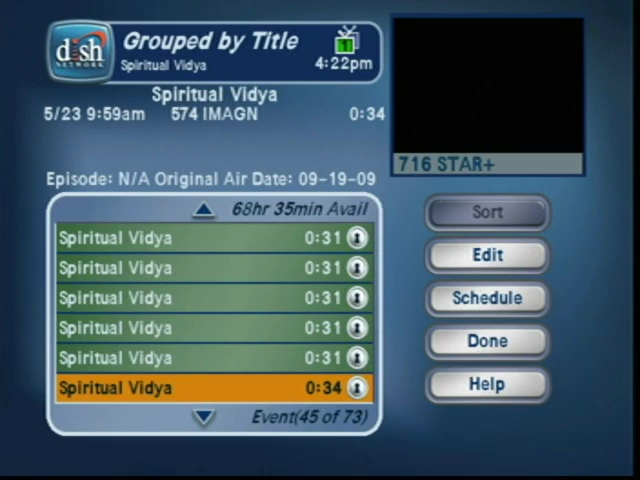 dish
NETWORK
Grouped by Title
Spiritual Vidya
1
4:22pm
Spiritual Vidya
5/23 9:59am 574 IMAGN 0:34
716 STAR+
Episode: N/A Original Air Date: 09-19-09
68hr 35min Avail
Spiritual Vidya 0:31
Spiritual Vidya 0:31
Spiritual Vidya 0:31
Spiritual Vidya 0:31
Spiritual Vidya 0:31
Spiritual Vidya 0:34
Event(45 of 73)
Sort
Edit
Schedule
Done
Help